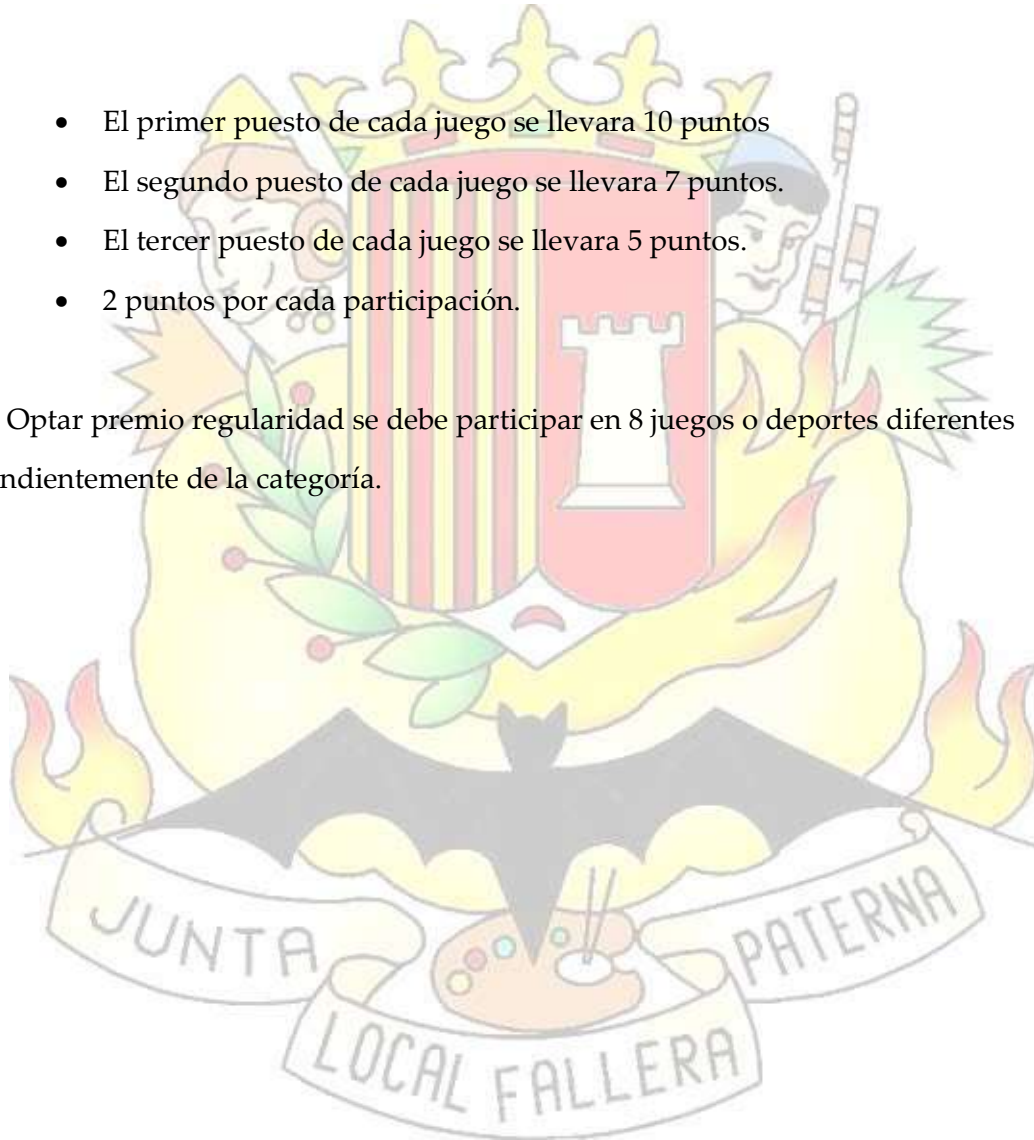 • El primer puesto de cada juego se llevara 10 puntos
• El segundo puesto de cada juego se llevara 7 puntos.
• El tercer puesto de cada juego se llevara 5 puntos.
• 2 puntos por cada participación.
Optar premio regularidad se debe participar en 8 juegos o deportes diferentes
ndientemente de la categoría.
JUNTA
LOCAL FALLERA
PATERNA